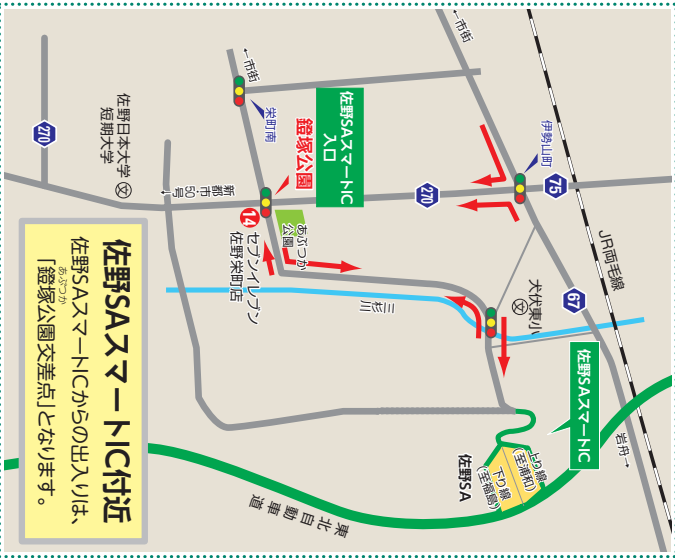 佐野SAスマートIC付近
佐野SAスマートICからの出入りは、
あぶつか
「鐙塚公園交差点」となります。
←市街
←市街
JR両毛線
伊勢山町
75
67
岩舟→
佐野SAスマートIC
入口
栄町南
鐙塚公園
270
犬伏東小
文
佐野SAスマートIC
あぶつか
公園
14
セブンイレブン
佐野栄町店
三杉川
上り線
(至浦和)
下り線
(至福島)
佐野SA
新都市・50号→
佐野日本大学
短期大学
文
270
東北自動車道